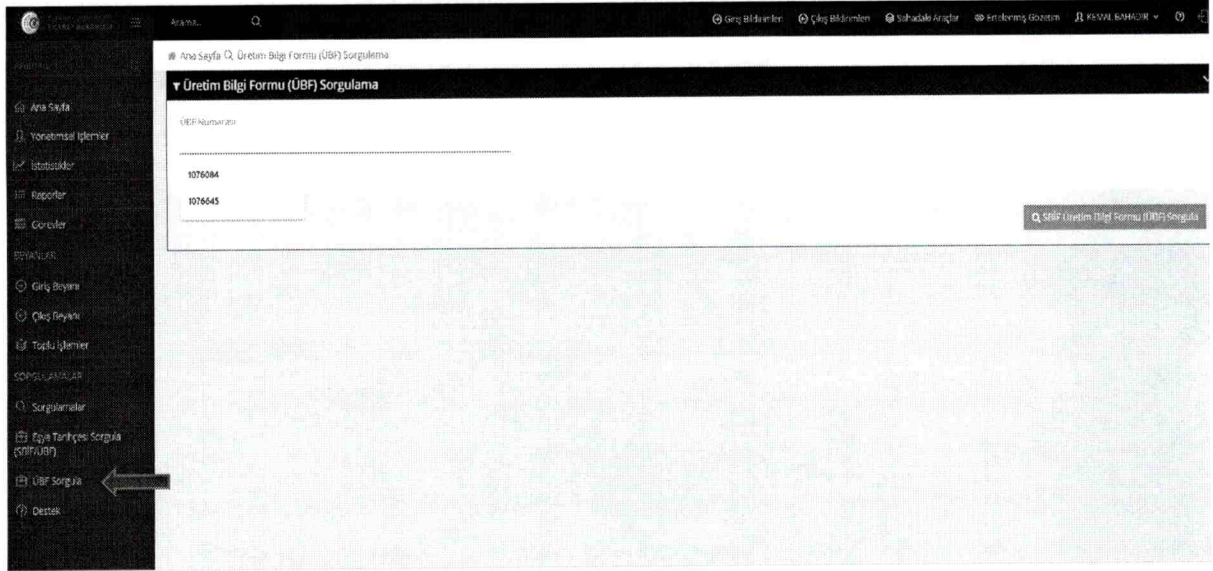 Arama..
Giriş Bildirimleri
Çıkış Bildirimleri
Sahadaki Araçlar
Ertelenmiş Gözetim
KEMAL BAHADIR
Ana Sayfa Üretim Bilgi Formu (ÜBF) Sorgulama
Üretim Bilgi Formu (ÜBF) Sorgulama
ÜBF Numarası
1076084
1076645
SBİF Üretim Bilgi Formu (ÜBF) Sorgula
Ana Sayfa
Yönetimsel İşlemler
İstatistikler
Raporlar
Görevler
BEYANLAR
Giriş Beyanı
Çıkış Beyanı
Toplu İşlemler
SORGULAMALAR
Sorgulamalar
Eşya Tarihçesi Sorgula
(SBİF/ÜBF)
ÜBF Sorgula
Destek